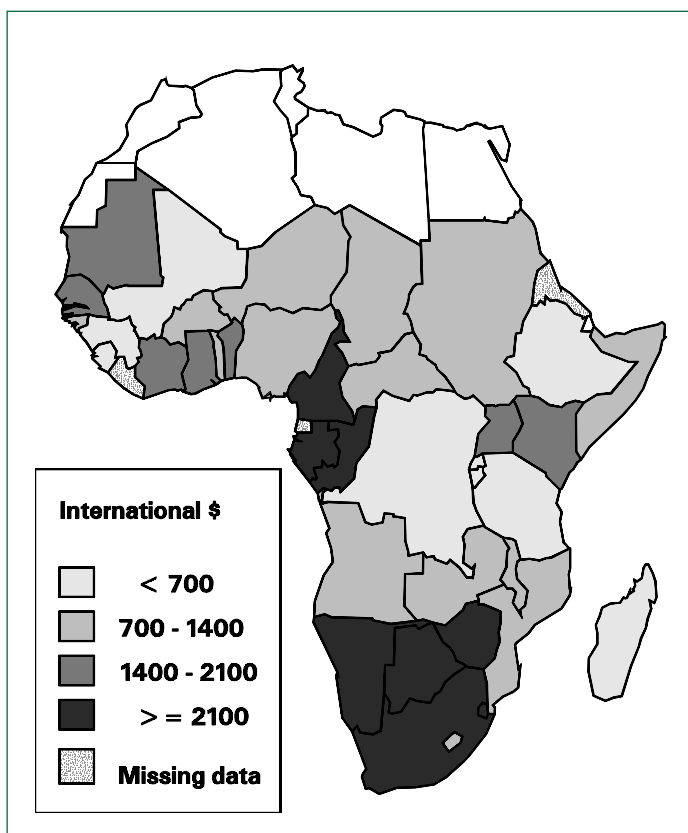 International $
< 700
700 - 1400
1400 - 2100
> = 2100
Missing data